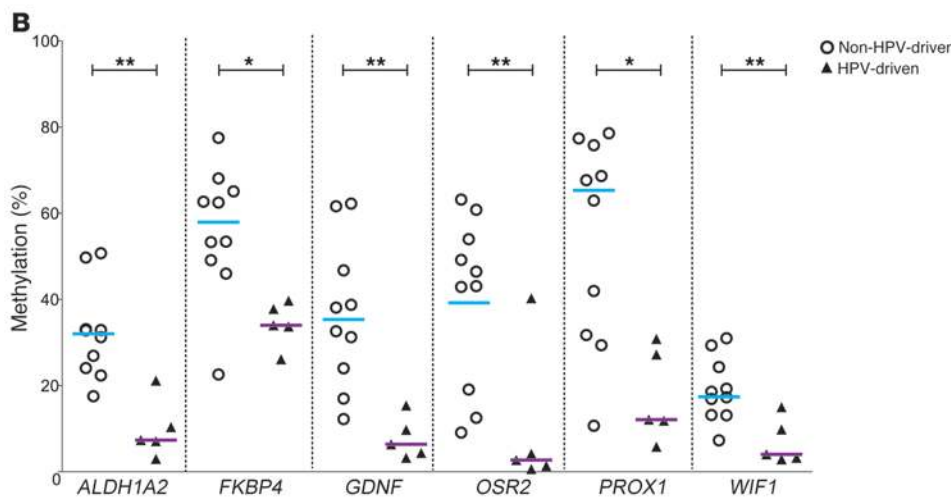 B
100
80
60
40
20
0
Methylation (%)
** * ** ** * **
Non-HPV-driven
HPV-driven
ALDH1A2 FKBP4 GDNF OSR2 PROX1 WIF1